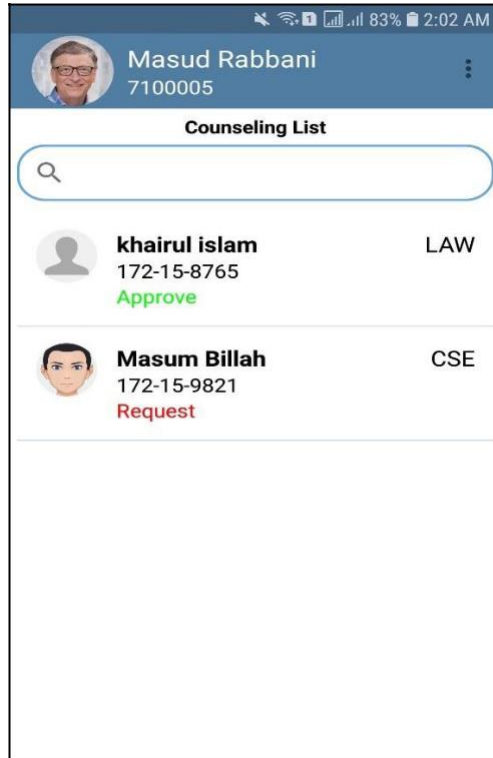 83% 2:02 AM
Masud Rabbani
7100005
Counseling List
khairul islam LAW
172-15-8765
Approve
Masum Billah CSE
172-15-9821
Request